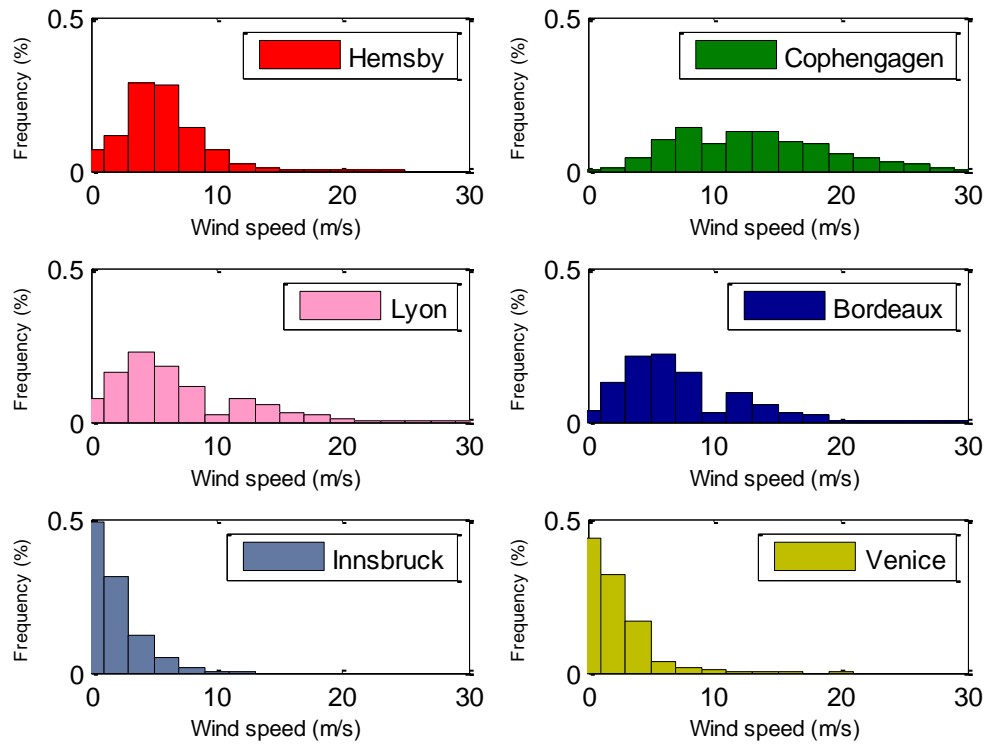 0.5
Hemsby
Frequency (%)
0
0 10 20 30
Wind speed (m/s)
0.5
Cophengagen
Frequency (%)
0
0 10 20 30
Wind speed (m/s)
0.5
Lyon
Frequency (%)
0
0 10 20 30
Wind speed (m/s)
0.5
Bordeaux
Frequency (%)
0
0 10 20 30
Wind speed (m/s)
0.5
Innsbruck
Frequency (%)
0
0 10 20 30
Wind speed (m/s)
0.5
Venice
Frequency (%)
0
0 10 20 30
Wind speed (m/s)